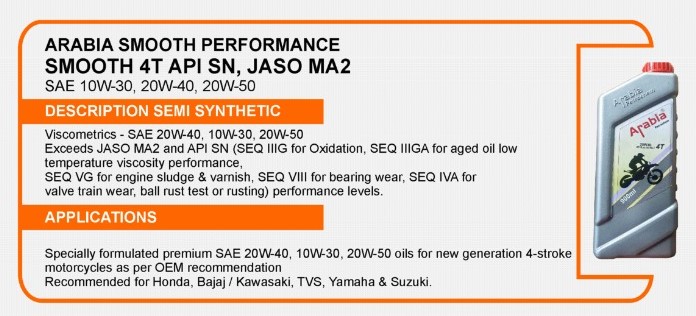 ARABIA SMOOTH PERFORMANCE
SMOOTH 4T API SN, JASO MA2
SAE 10W-30, 20W-40, 20W-50
DESCRIPTION SEMI SYNTHETIC
Viscometrics - SAE 20W-40, 10W-30, 20W-50
Exceeds JASO MA2 and API SN (SEQ IIIG for Oxidation, SEQ IIIGA for aged oil low
temperature viscosity performance,
SEQ VG for engine sludge & varnish, SEQ VIII for bearing wear, SEQ IVA for
valve train wear, ball rust test or rusting) performance levels.
APPLICATIONS
Specially formulated premium SAE 20W-40, 10W-30, 20W-50 oils for new generation 4-stroke
motorcycles as per OEM recommendation
Recommended for Honda, Bajaj / Kawasaki, TVS, Yamaha & Suzuki.
Arabia
Arabia
4T
900ml